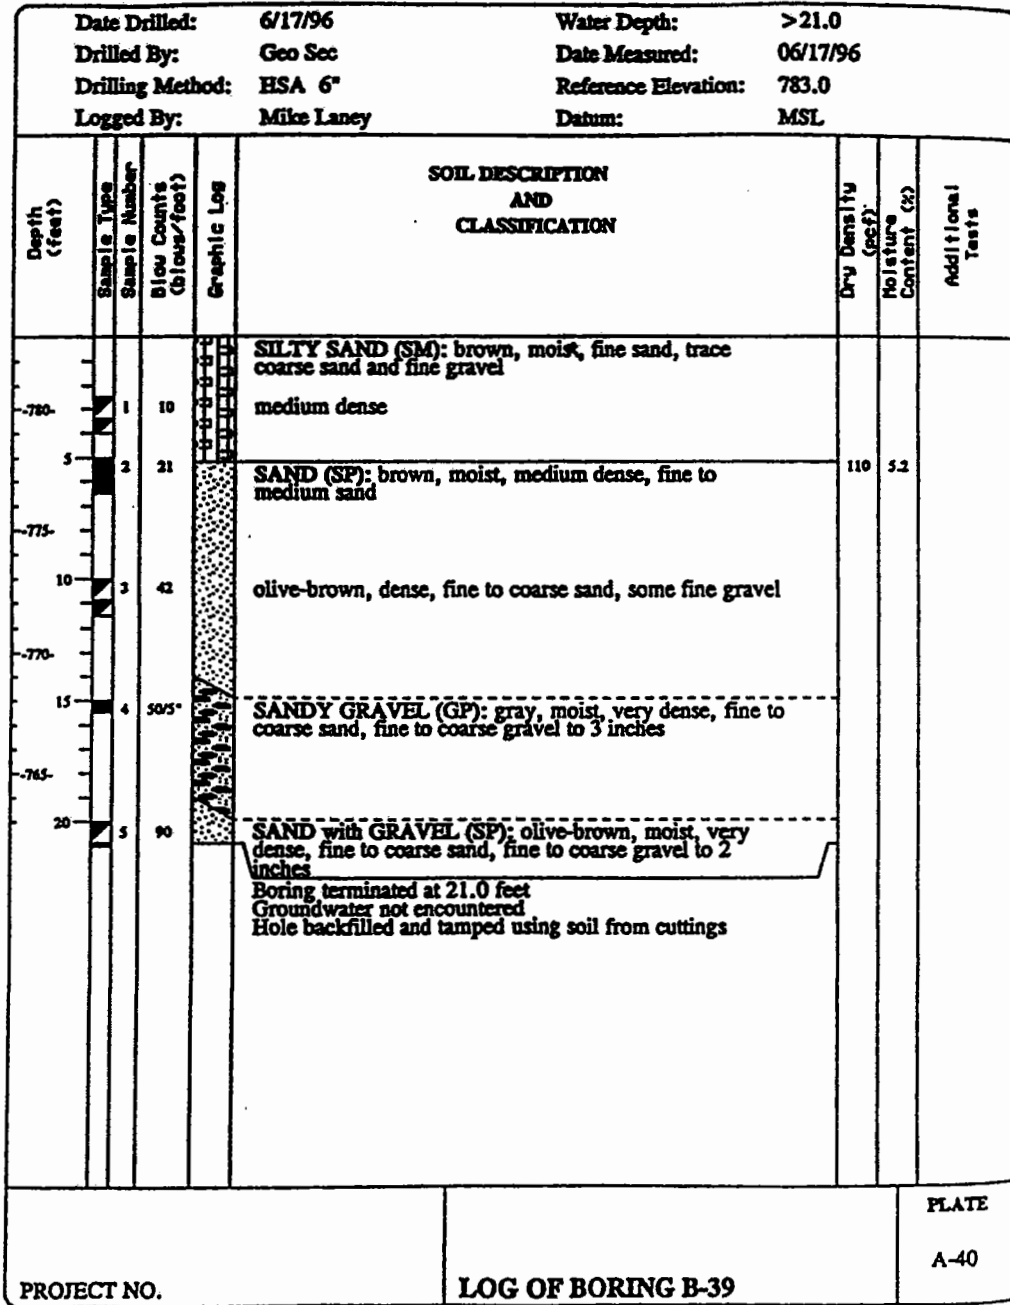 Date Drilled: 6/17/96 Water Depth: >21.0
Drilled By: Geo Sec Date Measured: 06/17/96
Drilling Method: HSA 6" Reference Elevation: 783.0
Logged By: Mike Laney Datum: MSL
Depth (feet)
Sample Type
Sample Number
Blow Counts (blows/foot)
Graphic Log
SOIL DESCRIPTION
AND
CLASSIFICATION
Dry Density (pcf)
Moisture Content (%)
Additional Tests
SILTY SAND (SM): brown, moist, fine sand, trace
coarse sand and fine gravel
-780- 1 10 medium dense
5 2 21 110 5.2
SAND (SP): brown, moist, medium dense, fine to
medium sand
-775-
10 3 42 olive-brown, dense, fine to coarse sand, some fine gravel
-770-
15 4 50/5"
SANDY GRAVEL (GP): gray, moist, very dense, fine to
coarse sand, fine to coarse gravel to 3 inches
-765-
20 5 90
SAND with GRAVEL (SP): olive-brown, moist, very
dense, fine to coarse sand, fine to coarse gravel to 2
inches
Boring terminated at 21.0 feet
Groundwater not encountered
Hole backfilled and tamped using soil from cuttings
PLATE
A-40
PROJECT NO. LOG OF BORING B-39